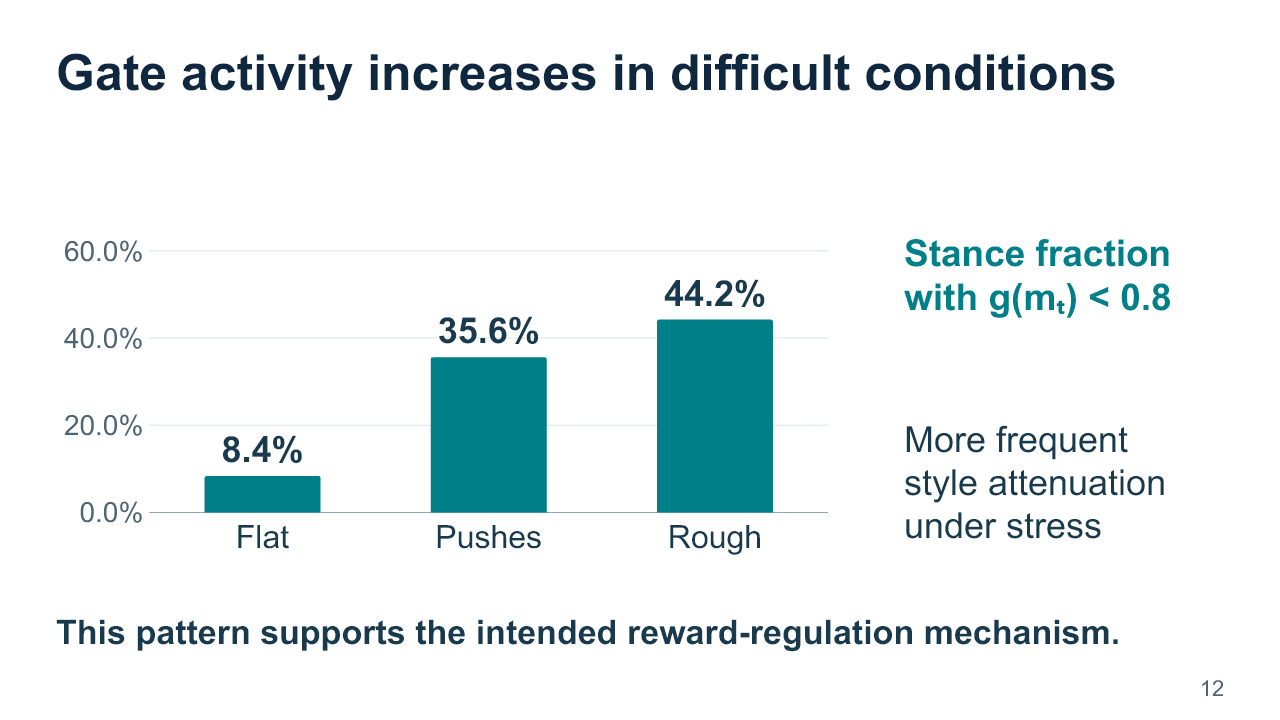 Gate activity increases in difficult conditions
60.0%
40.0%
20.0%
0.0%
8.4%
35.6%
44.2%
Flat
Pushes
Rough
Stance fraction
with g(mₜ) < 0.8
More frequent
style attenuation
under stress
This pattern supports the intended reward-regulation mechanism.
12